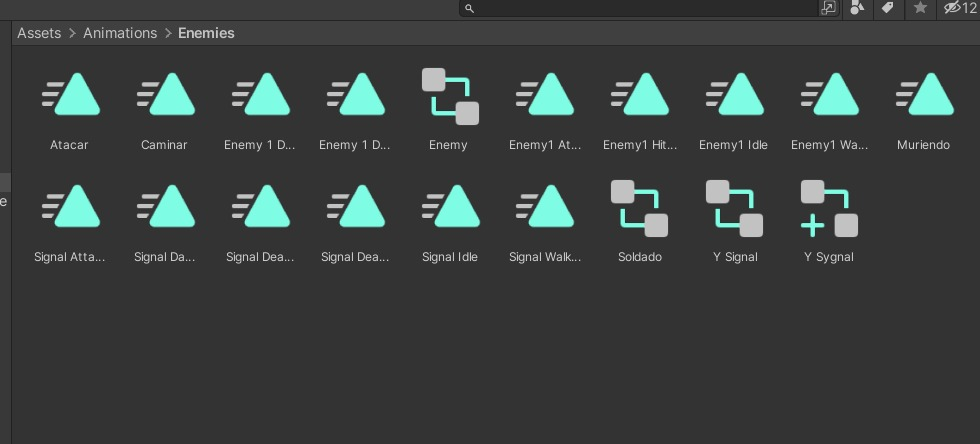 12
Assets > Animations > Enemies
Atacar Caminar Enemy 1 D... Enemy 1 D... Enemy Enemy1 At... Enemy1 Hit... Enemy1 Idle Enemy1 Wa... Muriendo
e
Signal Atta... Signal Da... Signal Dea... Signal Dea... Signal Idle Signal Walk... Soldado Y Signal Y Sygnal